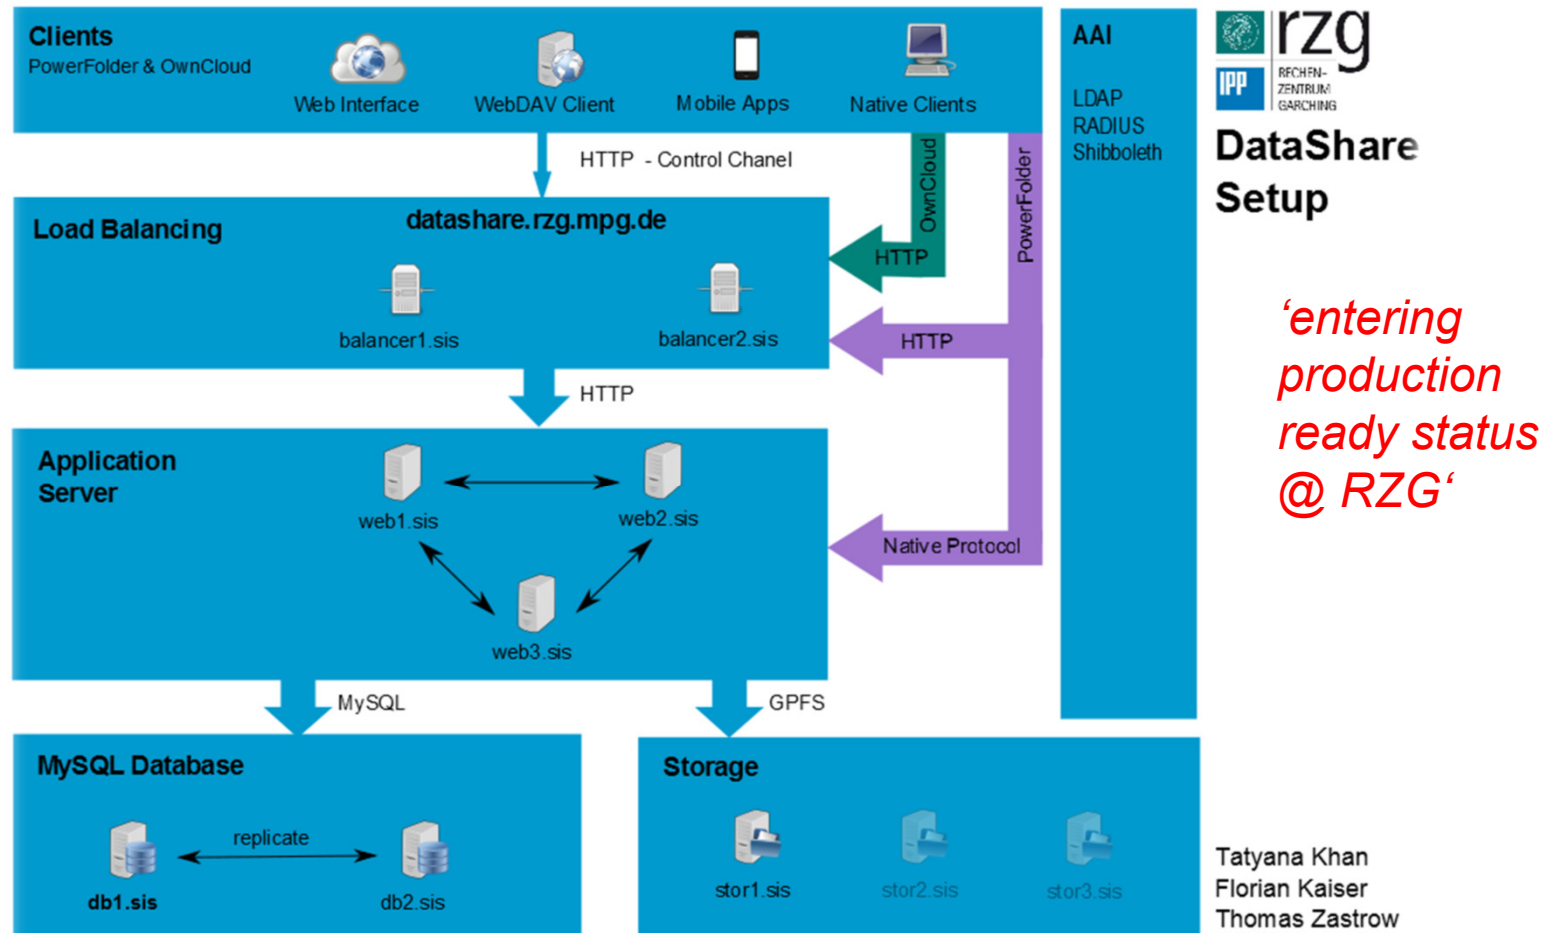 Clients
PowerFolder & OwnCloud
Web Interface
WebDAV Client
Mobile Apps
Native Clients
HTTP - Control Chanel
OwnCloud
HTTP
PowerFolder
HTTP
Native Protocol
Load Balancing
datashare.rzg.mpg.de
balancer1.sis
balancer2.sis
HTTP
Application
Server
web1.sis
web2.sis
web3.sis
MySQL
GPFS
MySQL Database
replicate
db1.sis
db2.sis
Storage
stor1.sis
stor2.sis
stor3.sis
AAI
LDAP
RADIUS
Shibboleth
rzg
IPP
RECHEN-
ZENTRUM
GARCHING
DataShare
Setup
‘entering
production
ready status
@ RZG‘
Tatyana Khan
Florian Kaiser
Thomas Zastrow